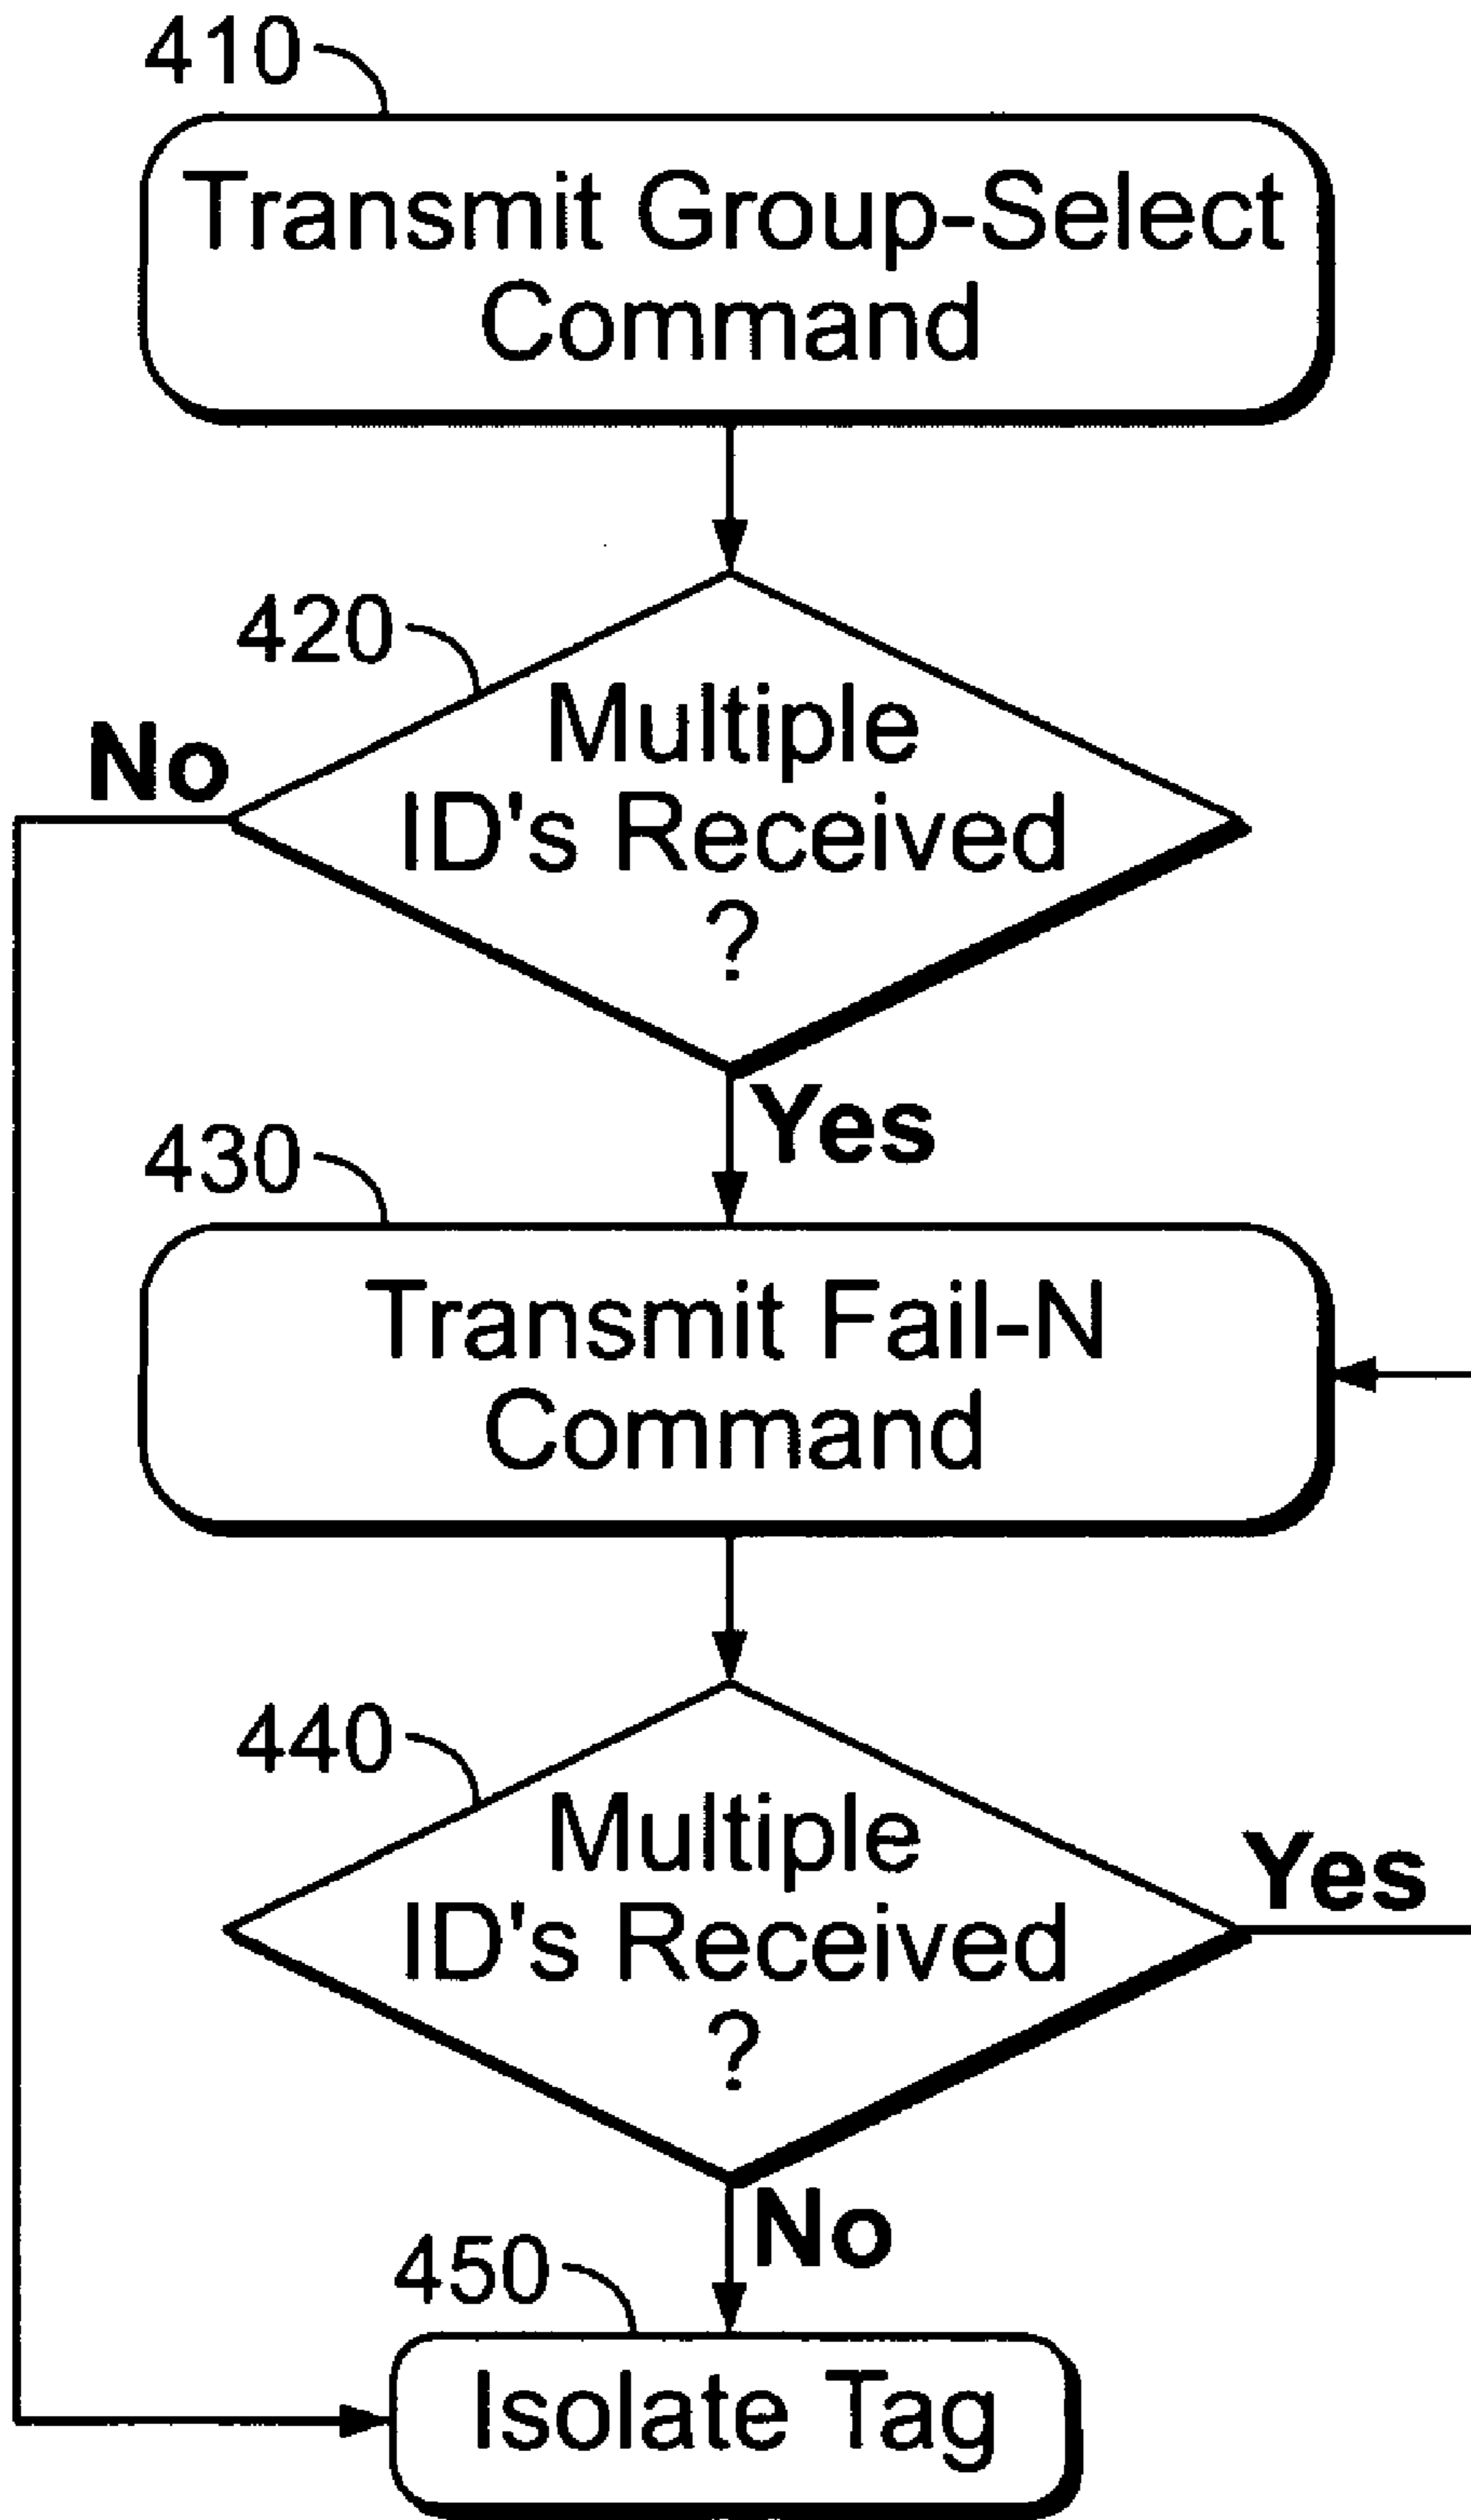 410
Transmit Group-Select
Command
420
Multiple
ID's Received
?
No
Yes
430
Transmit Fail-N
Command
440
Multiple
ID's Received
?
Yes
No
450
Isolate Tag